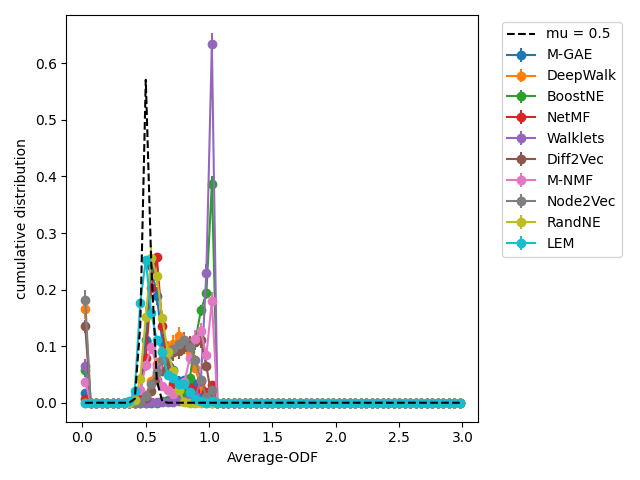 mu = 0.5
M-GAE
DeepWalk
BoostNE
NetMF
Walklets
Diff2Vec
M-NMF
Node2Vec
RandNE
LEM
cumulative distribution
0.6
0.5
0.4
0.3
0.2
0.1
0.0
0.0 0.5 1.0 1.5 2.0 2.5 3.0
Average-ODF